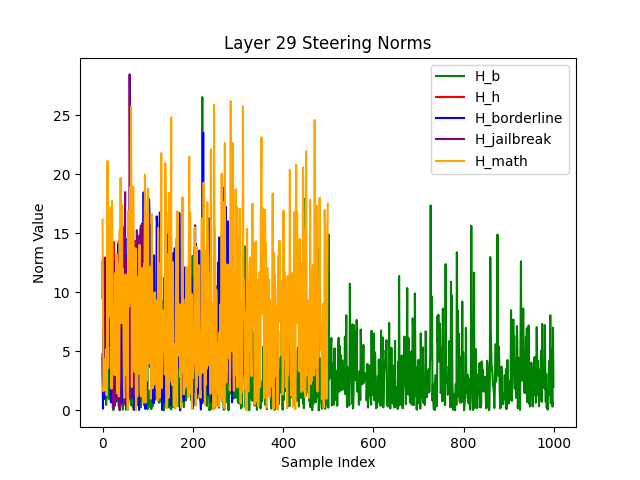 Layer 29 Steering Norms
H_b
H_h
H_borderline
H_jailbreak
H_math
Norm Value
25
20
15
10
5
0
0 200 400 600 800 1000
Sample Index